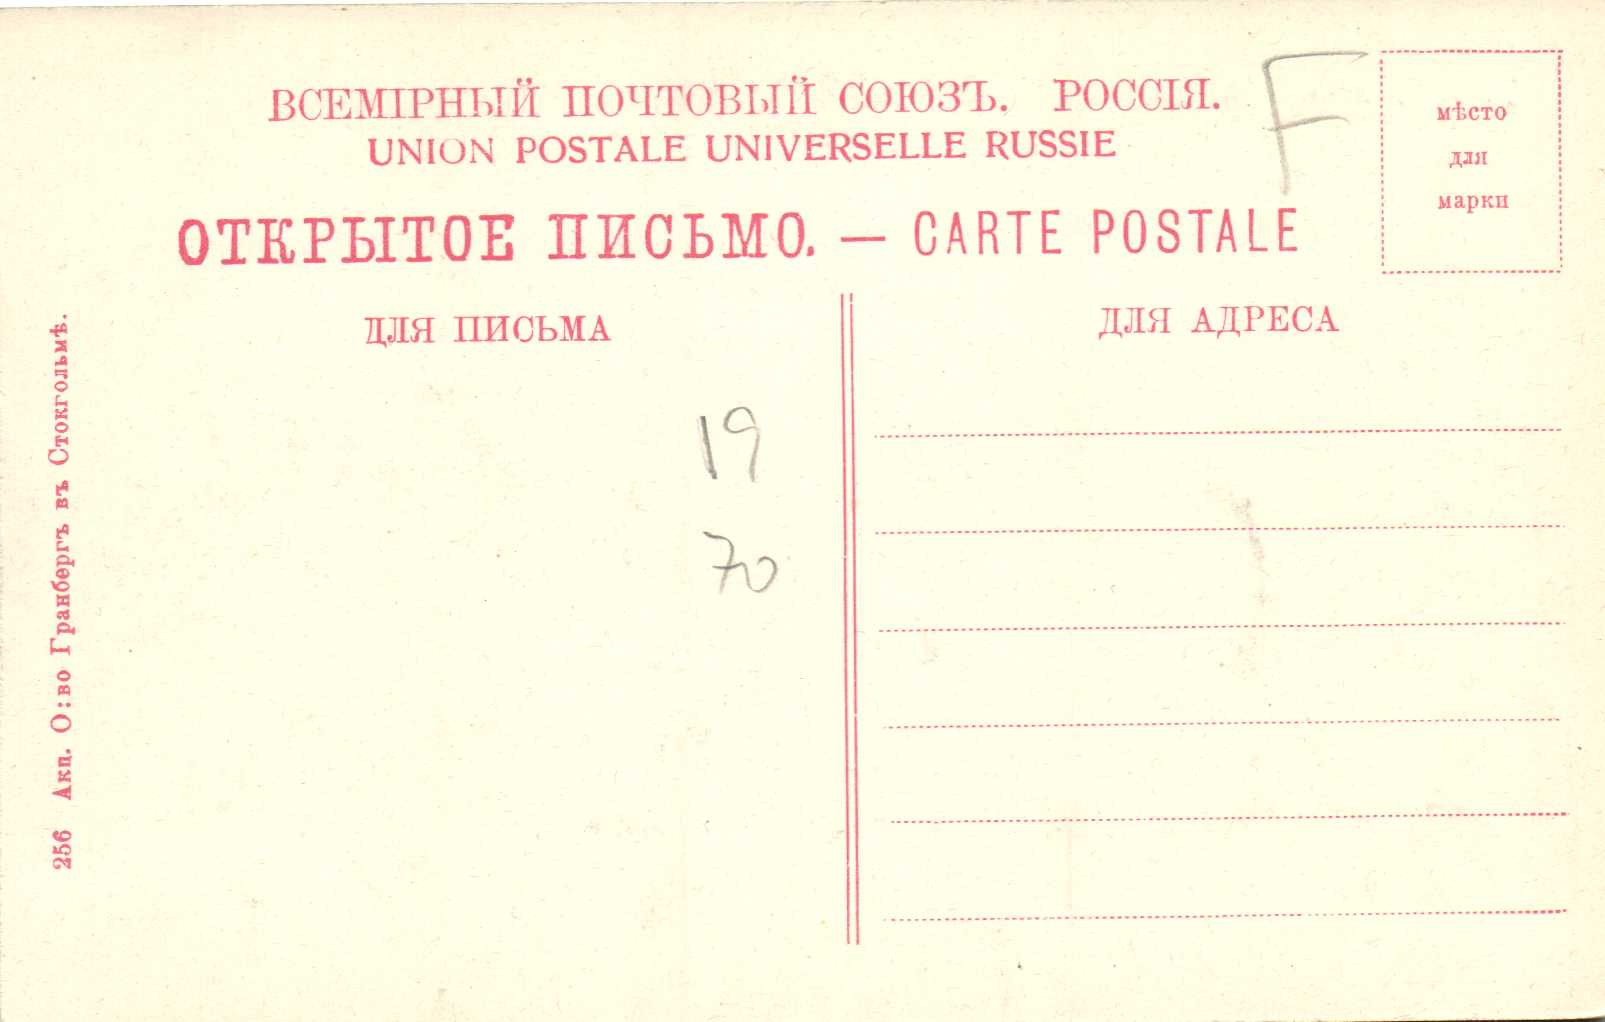 ВСЕМІРНЫЙ ПОЧТОВЫЙ СОЮЗЪ. РОССІЯ.
UNION POSTALE UNIVERSELLE RUSSIE
ОТКРЫТОЕ ПИСЬМО. — CARTE POSTALE
F
мѣсто
для
марки
ДЛЯ ПИСЬМА
ДЛЯ АДРЕСА
19
70
256 Акц. О:во Гранбергъ въ Стокгольмѣ.